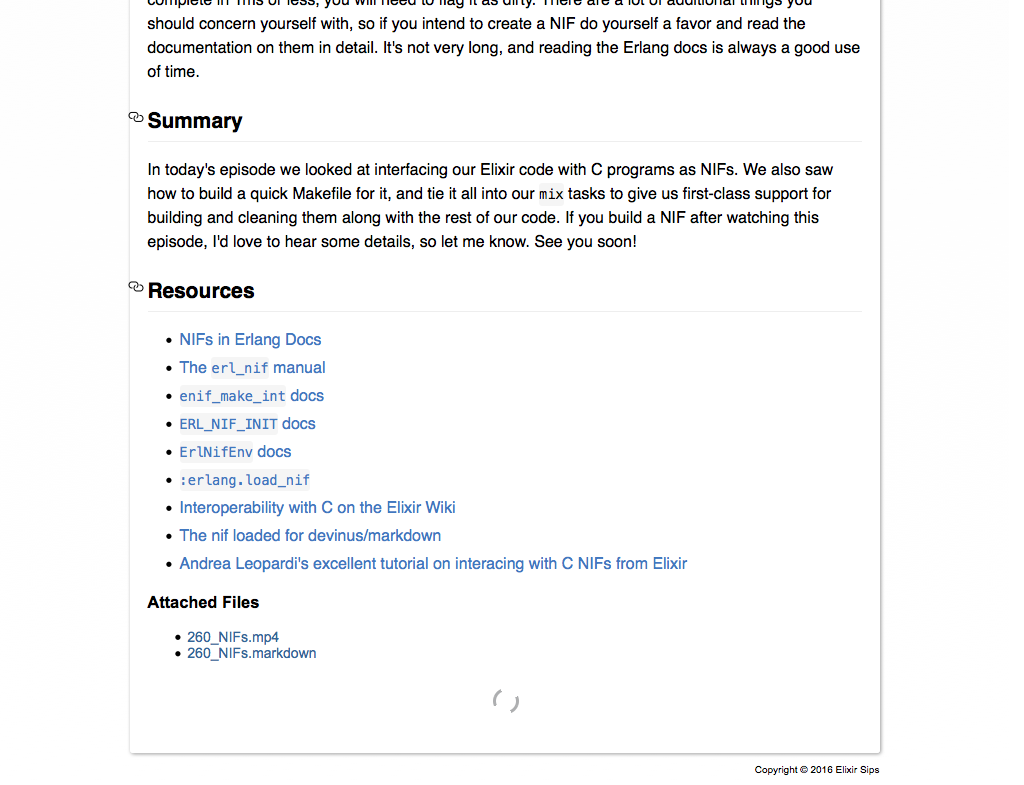 complete in 1ms or less, you will need to flag it as dirty. There are a lot of additional things you
should concern yourself with, so if you intend to create a NIF do yourself a favor and read the
documentation on them in detail. It's not very long, and reading the Erlang docs is always a good use
of time.
Summary
In today's episode we looked at interfacing our Elixir code with C programs as NIFs. We also saw
how to build a quick Makefile for it, and tie it all into our mix tasks to give us first-class support for
building and cleaning them along with the rest of our code. If you build a NIF after watching this
episode, I'd love to hear some details, so let me know. See you soon!
Resources
NIFs in Erlang Docs
The erl_nif manual
enif_make_int docs
ERL_NIF_INIT docs
ErlNifEnv docs
:erlang.load_nif
Interoperability with C on the Elixir Wiki
The nif loaded for devinus/markdown
Andrea Leopardi's excellent tutorial on interacing with C NIFs from Elixir
Attached Files
260_NIFs.mp4
260_NIFs.markdown
Copyright © 2016 Elixir Sips